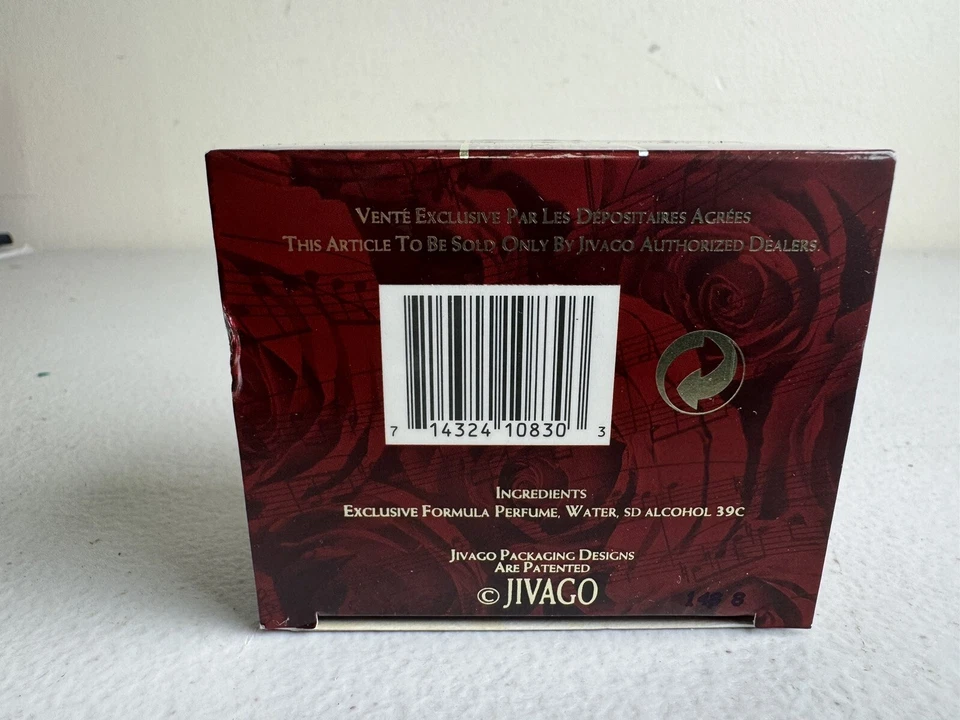 VENTÉ EXCLUSIVE PAR LES DÉPOSITAIRES AGRÉES
THIS ARTICLE TO BE SOLD ONLY BY JIVAGO AUTHORIZED DEALERS.
7 14324 10830 3
INGREDIENTS
EXCLUSIVE FORMULA PERFUME, WATER, SD ALCOHOL 39C
JIVAGO PACKAGING DESIGNS
ARE PATENTED
© JIVAGO